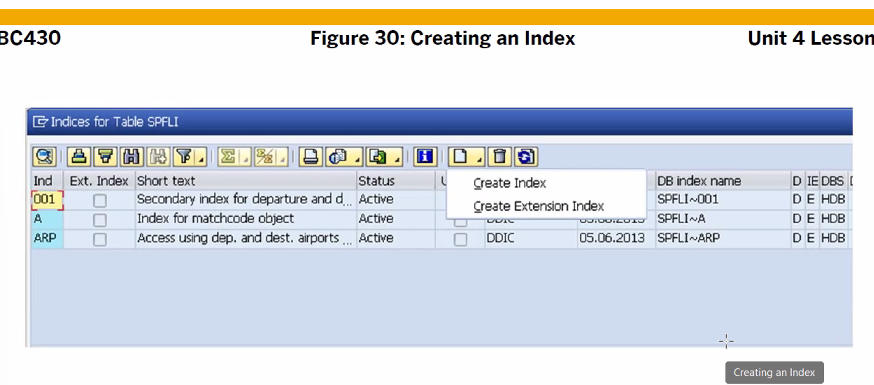 BC430 Figure 30: Creating an Index Unit 4 Lesson
Indices for Table SPFLI
Ind Ext. Index Short text Status DB index name D IE DBS
Create Index
Create Extension Index
001 Secondary index for departure and d... Active SPFLI~001 D E HDB
A Index for matchcode object Active DDIC 05.06.2013 SPFLI~A D E HDB
ARP Access using dep. and dest. airports ... Active DDIC 05.06.2013 SPFLI~ARP D E HDB
Creating an Index